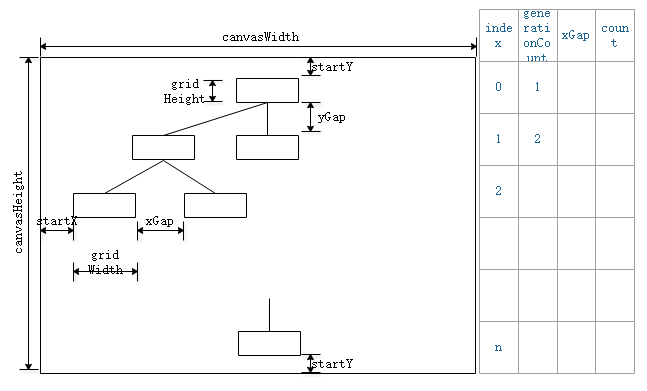 canvasWidth
startY
grid
Height
yGap
canvasHeight
startX
xGap
grid
Width
startY
inde
x
gene
rati
onCo
unt
xGap
coun
t
0
1
1
2
2
n